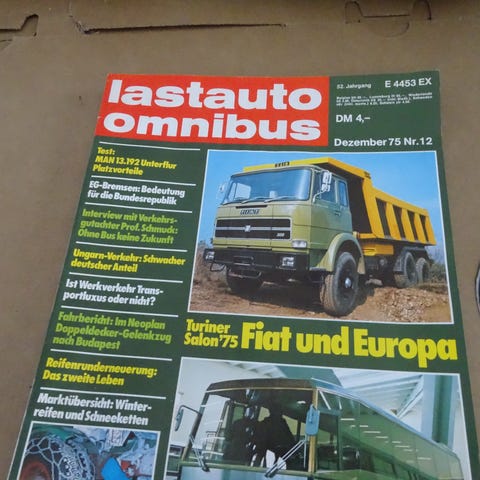 lastauto
omnibus
52. Jahrgang
E 4453 EX
DM 4,–
Dezember 75 Nr. 12
Test:
MAN 13.192 Unterflur
Platzvorteile
EG-Bremsen: Bedeutung
für die Bundesrepublik
Interview mit Verkehrs-
gutachter Prof. Schmuck:
Ohne Bus keine Zukunft
Ungarn-Verkehr: Schwacher
deutscher Anteil
Ist Werkverkehr Trans-
portluxus oder nicht?
Fahrbericht: Im Neoplan
Doppeldecker-Gelenkzug
nach Budapest
Reifenrunderneuerung:
Das zweite Leben
Marktübersicht: Winter-
reifen und Schneeketten
FIAT
Turiner
Salon '75
Fiat und Europa